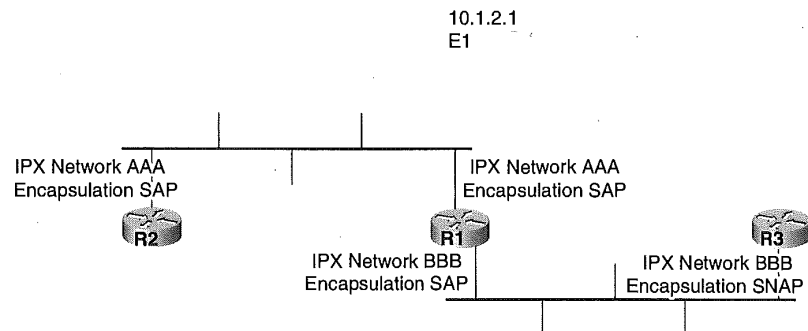 10.1.2.1
E1
IPX Network AAA
Encapsulation SAP
IPX Network AAA
Encapsulation SAP
R2
R1
R3
IPX Network BBB
Encapsulation SAP
IPX Network BBB
Encapsulation SNAP